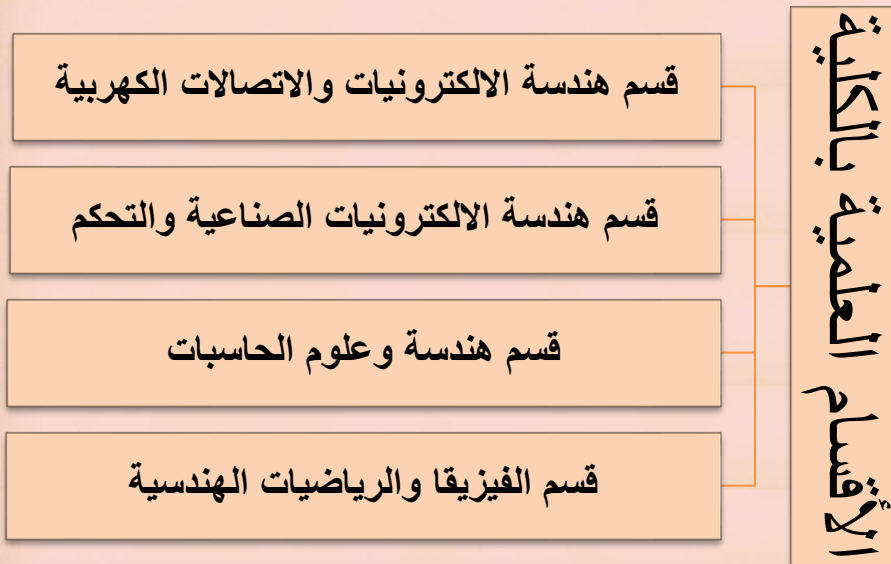 الأقسام العلمية بالكلية
قسم هندسة الالكترونيات والاتصالات الكهربية
قسم هندسة الالكترونيات الصناعية والتحكم
قسم هندسة وعلوم الحاسبات
قسم الفيزيقا والرياضيات الهندسية